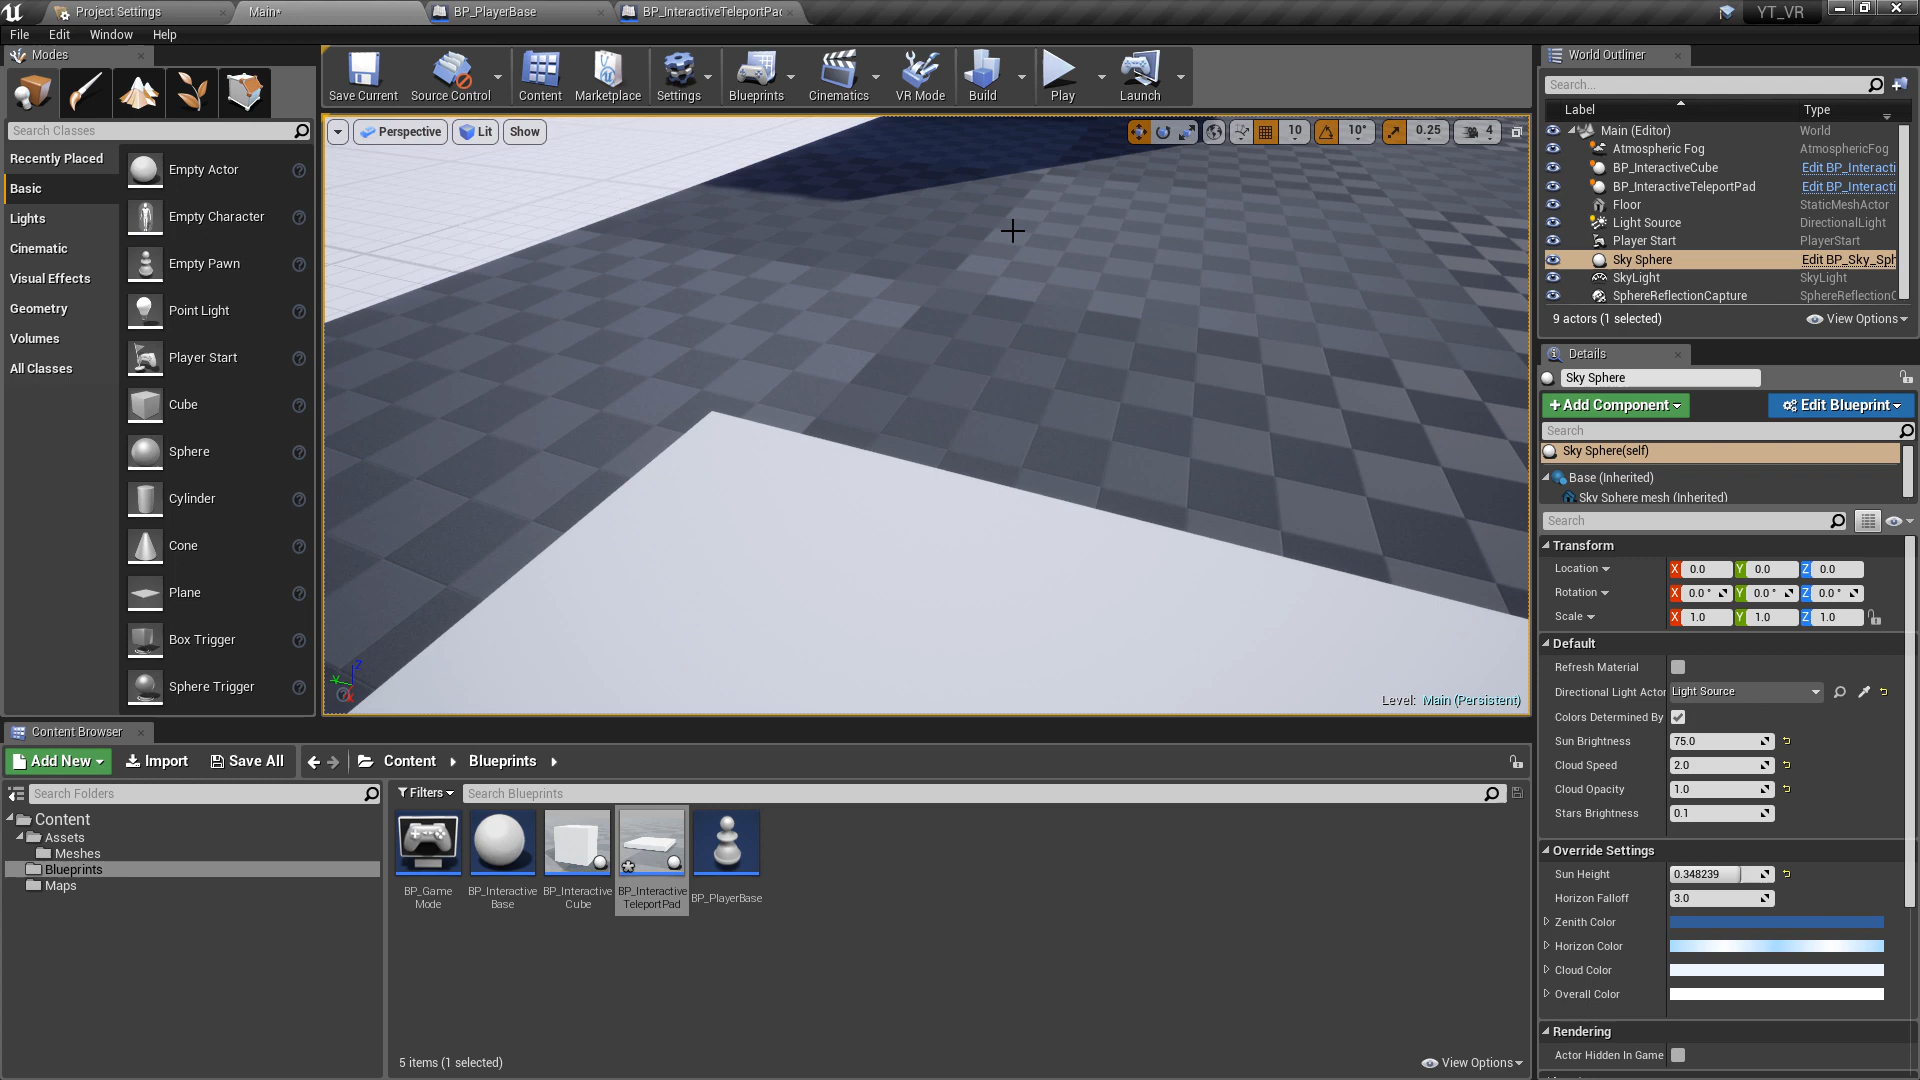 Project Settings
Main*
BP_PlayerBase
BP_InteractiveTeleportPad
YT_VR
File
Edit
Window
Help
Modes
Search Classes
Recently Placed
Basic
Lights
Cinematic
Visual Effects
Geometry
Volumes
All Classes
Empty Actor
Empty Character
Empty Pawn
Point Light
Player Start
Cube
Sphere
Cylinder
Cone
Plane
Box Trigger
Sphere Trigger
Save Current
Source Control
Content
Marketplace
Settings
Blueprints
Cinematics
VR Mode
Build
Play
Launch
Perspective
Lit
Show
10
10°
0.25
4
Z
Y
X
Level: Main (Persistent)
World Outliner
Search...
Label
Type
Main (Editor)
World
Atmospheric Fog
AtmosphericFog
BP_InteractiveCube
Edit BP_Interacti
BP_InteractiveTeleportPad
Edit BP_Interacti
Floor
StaticMeshActor
Light Source
DirectionalLight
Player Start
PlayerStart
Sky Sphere
Edit BP_Sky_Sph
SkyLight
SkyLight
SphereReflectionCapture
SphereReflectionC
9 actors (1 selected)
View Options
Details
Sky Sphere
+Add Component
Edit Blueprint
Search
Sky Sphere(self)
Base (Inherited)
Sky Sphere mesh (Inherited)
Search
Transform
Location
X 0.0 Y 0.0 Z 0.0
Rotation
X 0.0 ° Y 0.0 ° Z 0.0 °
Scale
X 1.0 Y 1.0 Z 1.0
Default
Refresh Material
Directional Light Actor
Light Source
Colors Determined By
Sun Brightness
75.0
Cloud Speed
2.0
Cloud Opacity
1.0
Stars Brightness
0.1
Override Settings
Sun Height
0.348239
Horizon Falloff
3.0
Zenith Color
Horizon Color
Cloud Color
Overall Color
Rendering
Actor Hidden In Game
Content Browser
Add New
Import
Save All
Content
Blueprints
Search Folders
Filters
Search Blueprints
Content
Assets
Meshes
Blueprints
Maps
BP_Game
Mode
BP_Interactive
Base
BP_Interactive
Cube
BP_Interactive
TeleportPad
BP_PlayerBase
5 items (1 selected)
View Options